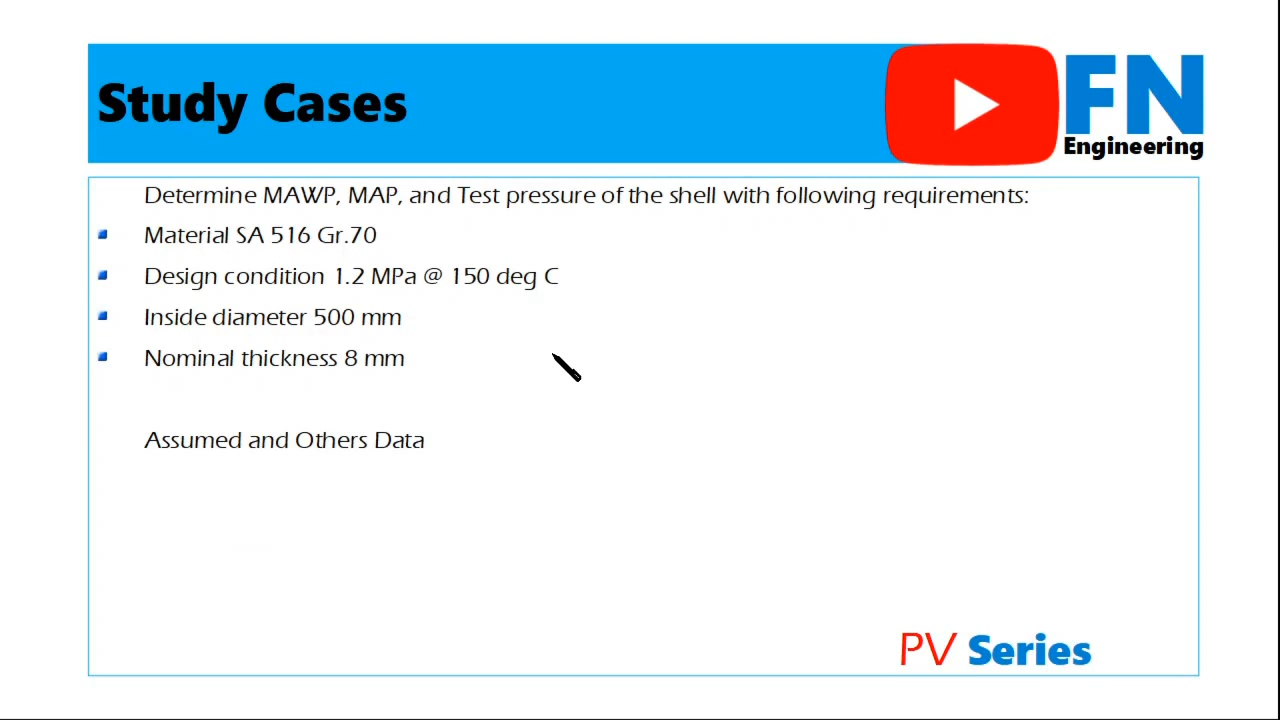 Study Cases
FN
Engineering
Determine MAWP, MAP, and Test pressure of the shell with following requirements:
Material SA 516 Gr.70
Design condition 1.2 MPa @ 150 deg C
Inside diameter 500 mm
Nominal thickness 8 mm
Assumed and Others Data
PV Series